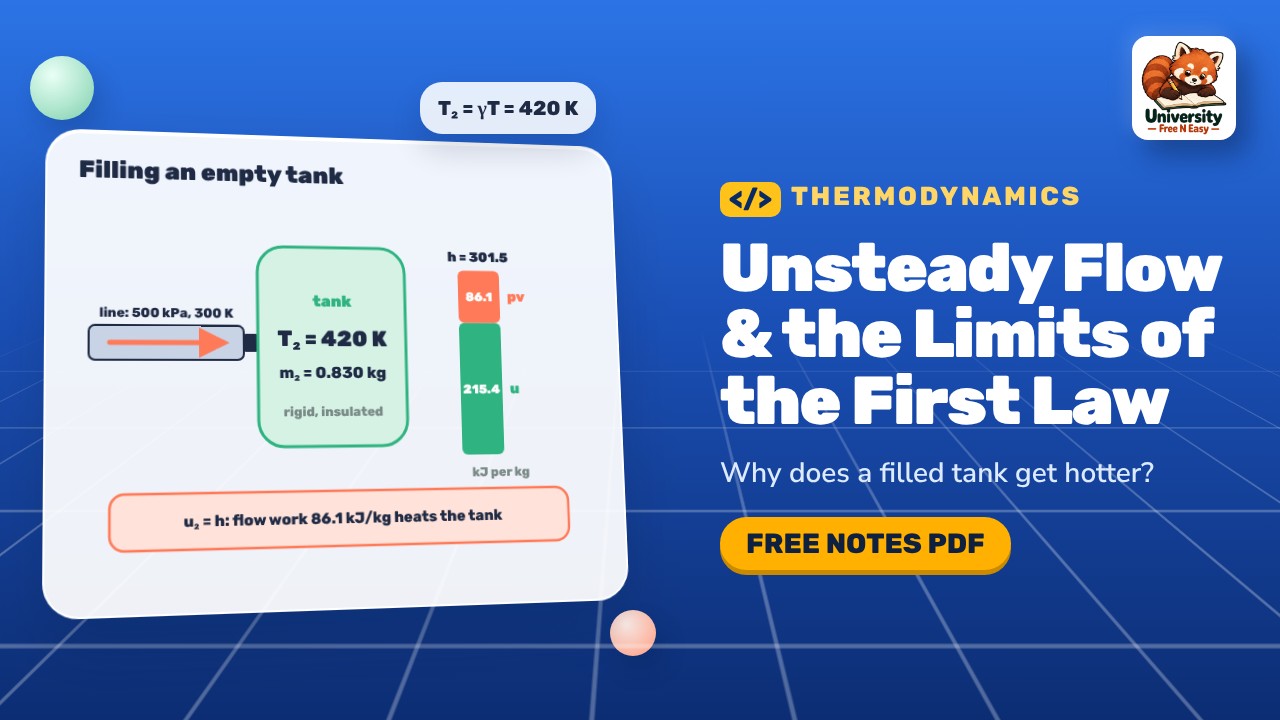 T₂ = γT = 420 K
Filling an empty tank
line: 500 kPa, 300 K
tank
T₂ = 420 K
m₂ = 0.830 kg
rigid, insulated
h = 301.5
86.1 pv
215.4 u
kJ per kg
u₂ = h: flow work 86.1 kJ/kg heats the tank
University
Free N Easy
</> THERMODYNAMICS
Unsteady Flow
& the Limits of
the First Law
Why does a filled tank get hotter?
FREE NOTES PDF